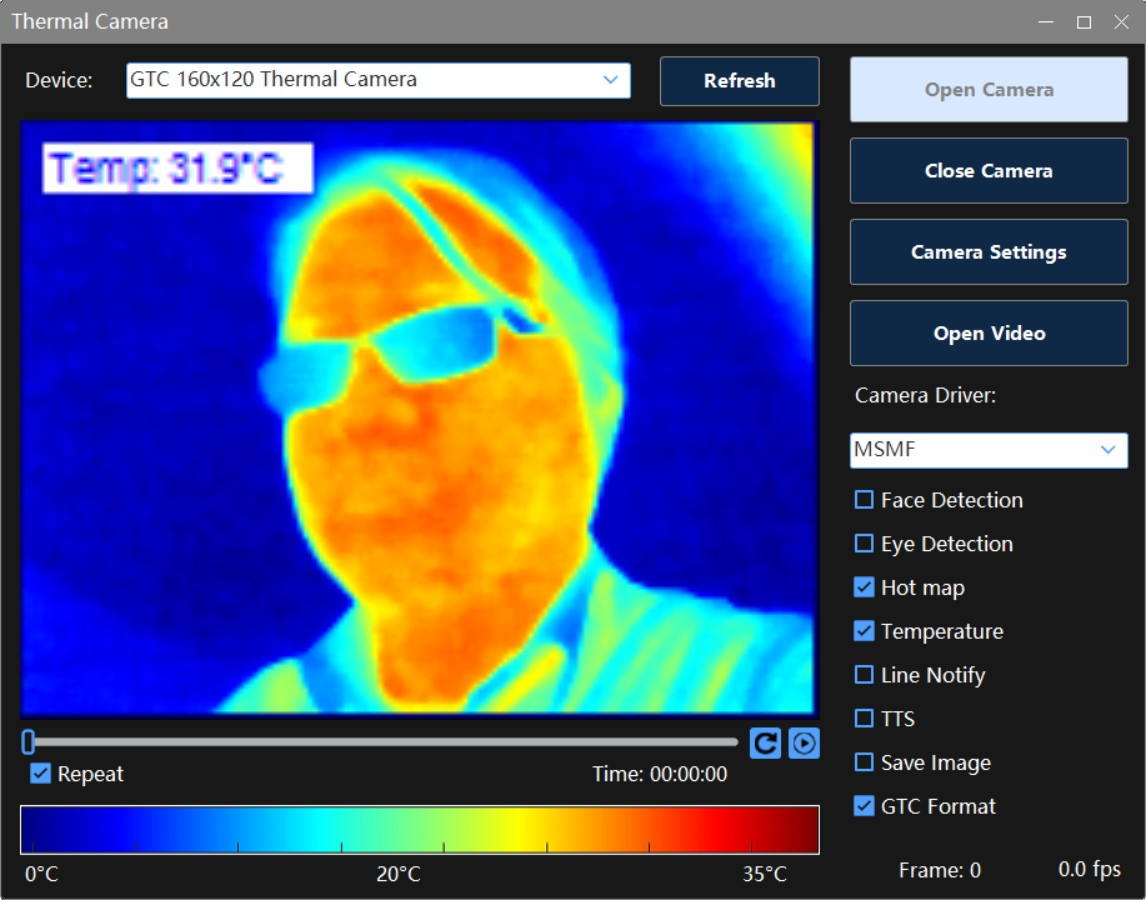 Thermal Camera
Device:
GTC 160x120 Thermal Camera
Refresh
Open Camera
Temp: 31.9°C
Close Camera
Camera Settings
Open Video
Camera Driver:
MSMF
Face Detection
Eye Detection
Hot map
Temperature
Line Notify
TTS
Save Image
GTC Format
Repeat
Time: 00:00:00
0°C
20°C
35°C
Frame: 0
0.0 fps